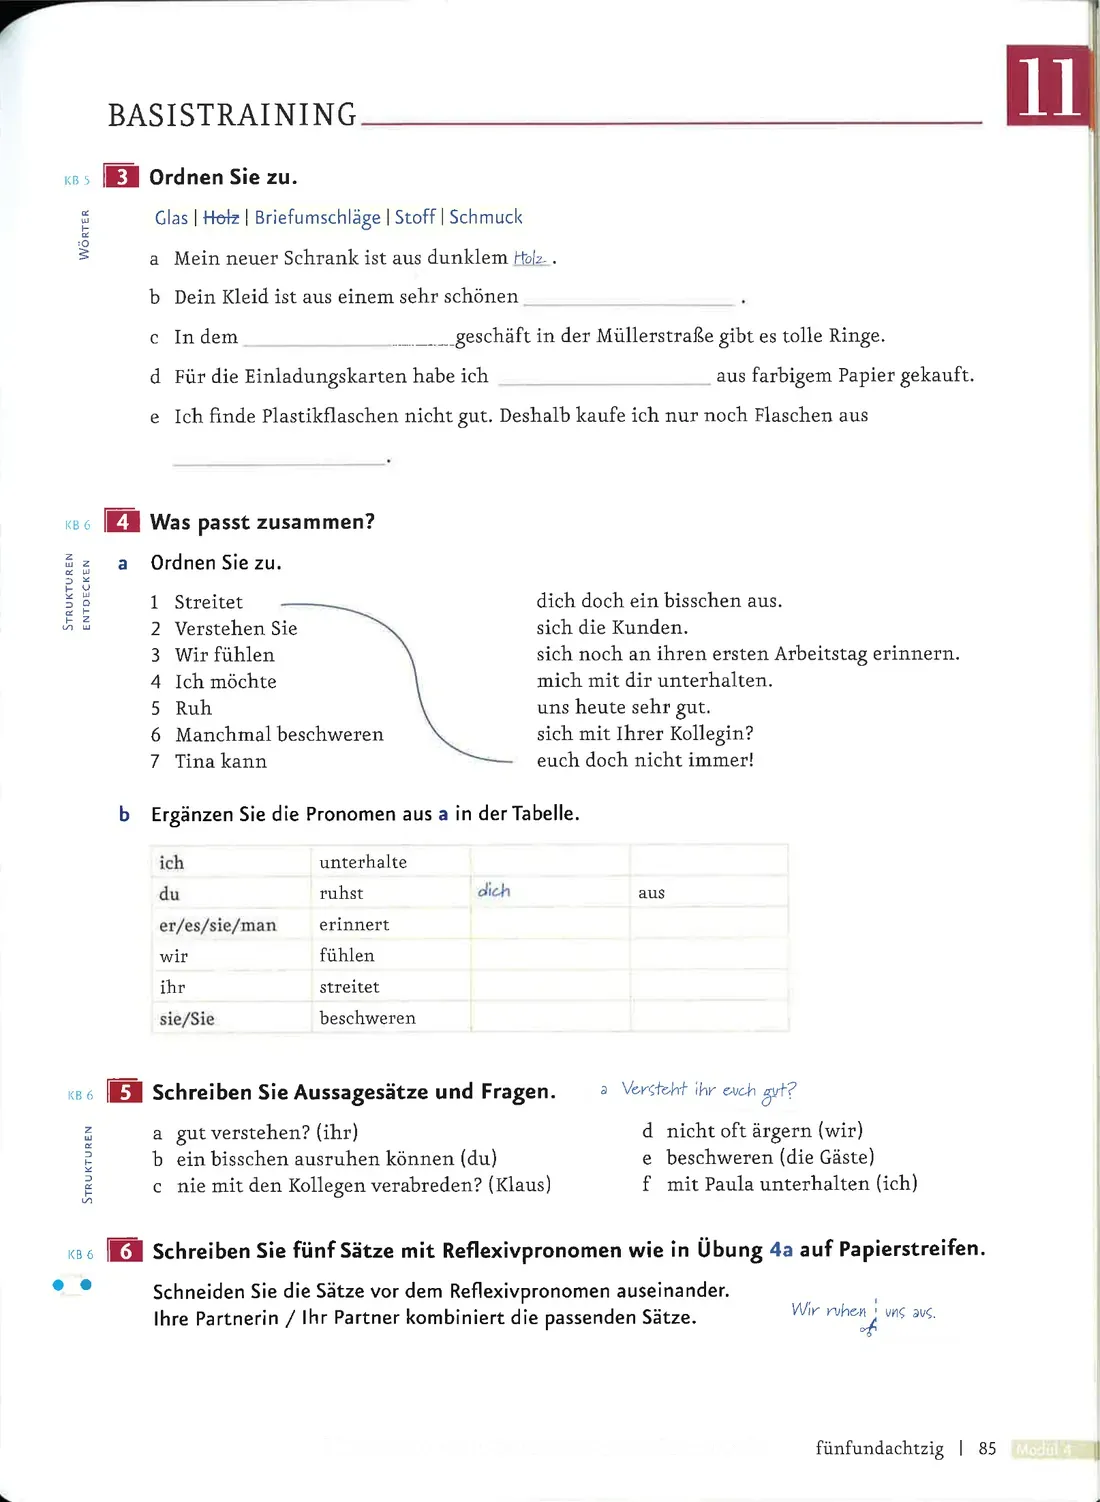 11
BASISTRAINING
KB 5 3 Ordnen Sie zu.
WÖRTER
Glas | Holz | Briefumschläge | Stoff | Schmuck
a Mein neuer Schrank ist aus dunklem Holz.
b Dein Kleid ist aus einem sehr schönen ____.
c In dem ____geschäft in der Müllerstraße gibt es tolle Ringe.
d Für die Einladungskarten habe ich ____ aus farbigem Papier gekauft.
e Ich finde Plastikflaschen nicht gut. Deshalb kaufe ich nur noch Flaschen aus
____.
KB 6 4 Was passt zusammen?
STRUKTUREN ENTDECKEN
a Ordnen Sie zu.
1 Streitet dich doch ein bisschen aus.
2 Verstehen Sie sich die Kunden.
3 Wir fühlen sich noch an ihren ersten Arbeitstag erinnern.
4 Ich möchte mich mit dir unterhalten.
5 Ruh uns heute sehr gut.
6 Manchmal beschweren sich mit Ihrer Kollegin?
7 Tina kann euch doch nicht immer!
b Ergänzen Sie die Pronomen aus a in der Tabelle.
ich unterhalte
du ruhst dich aus
er/es/sie/man erinnert
wir fühlen
ihr streitet
sie/Sie beschweren
KB 6 5 Schreiben Sie Aussagesätze und Fragen. a Versteht ihr euch gut?
STRUKTUREN
a gut verstehen? (ihr) d nicht oft ärgern (wir)
b ein bisschen ausruhen können (du) e beschweren (die Gäste)
c nie mit den Kollegen verabreden? (Klaus) f mit Paula unterhalten (ich)
KB 6 6 Schreiben Sie fünf Sätze mit Reflexivpronomen wie in Übung 4a auf Papierstreifen.
Schneiden Sie die Sätze vor dem Reflexivpronomen auseinander.
Ihre Partnerin / Ihr Partner kombiniert die passenden Sätze.
Wir ruhen uns aus.
fünfundachtzig | 85 Modul 4